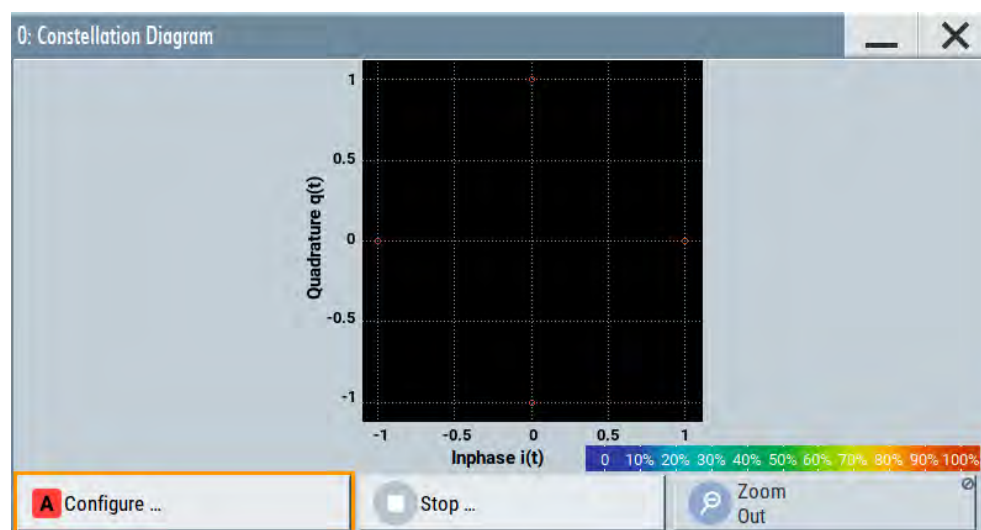 0: Constellation Diagram
1
0.5
0
-0.5
-1
Quadrature q(t)
-1 -0.5 0 0.5 1
Inphase i(t)
0 10% 20% 30% 40% 50% 60% 70% 80% 90% 100%
A Configure ...
Stop ...
Zoom
Out